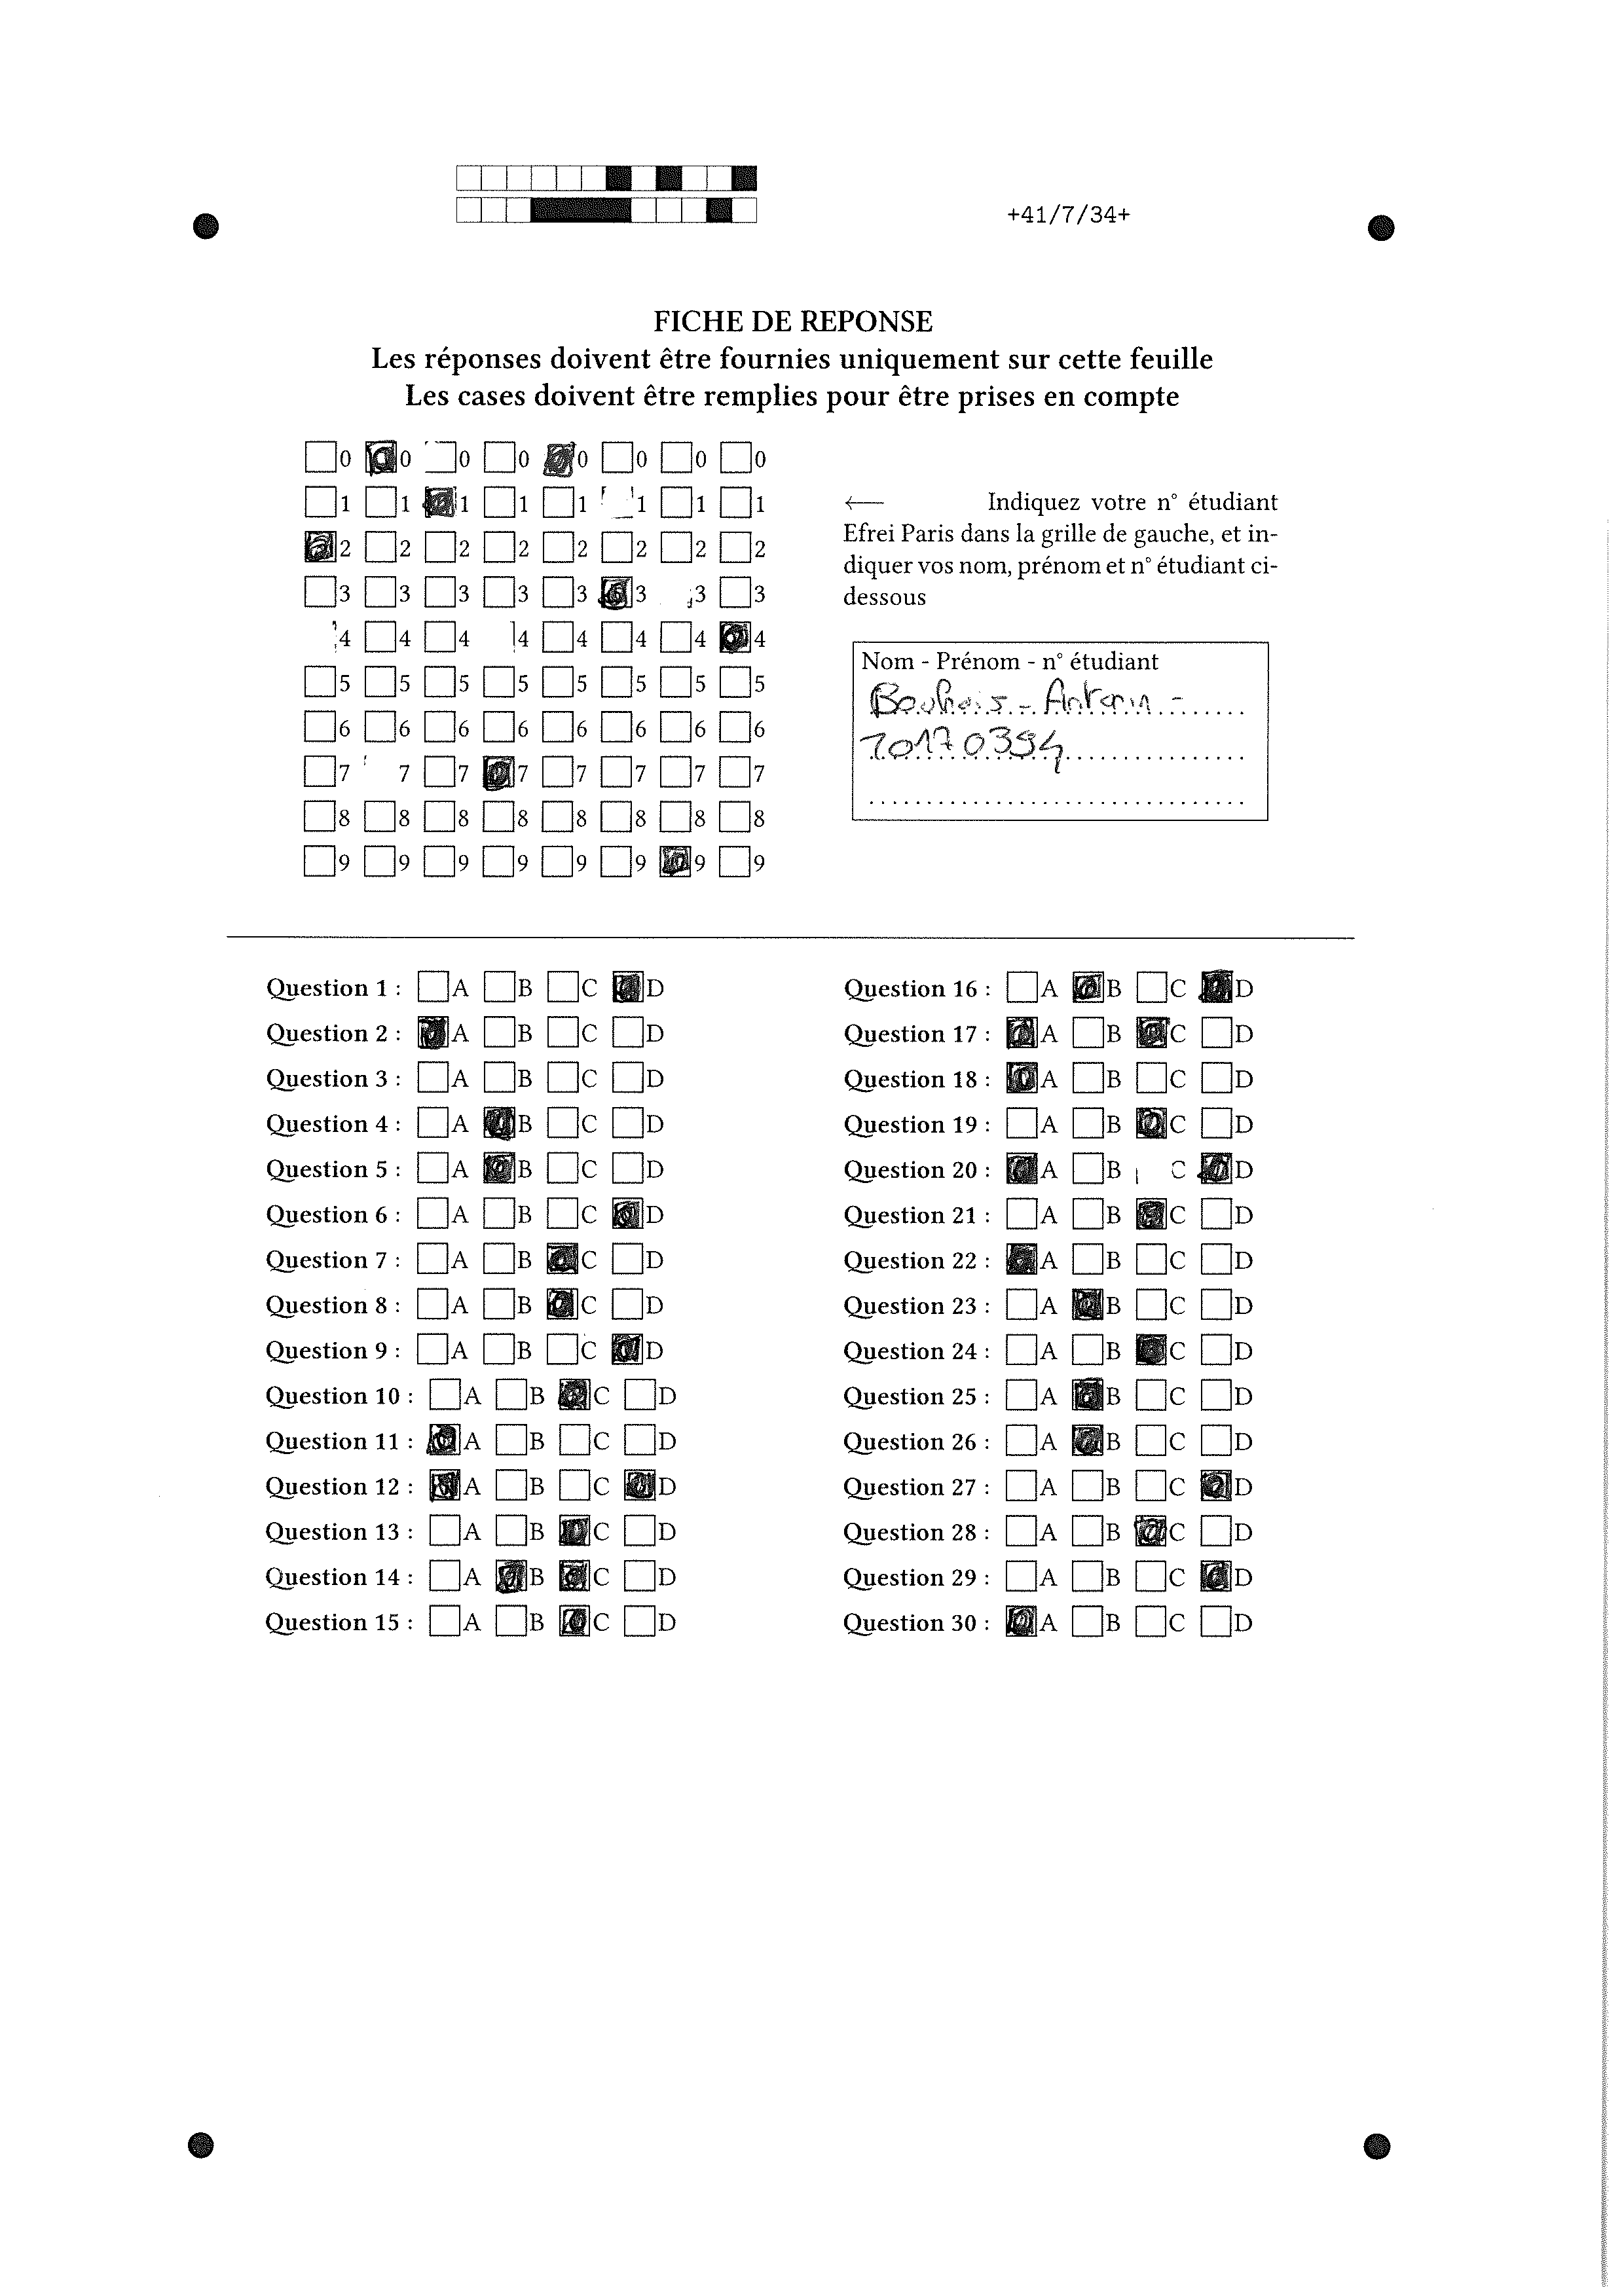 +41/7/34+
FICHE DE REPONSE
Les réponses doivent être fournies uniquement sur cette feuille
Les cases doivent être remplies pour être prises en compte
0 0 0 0 0 0 0 0
1 1 1 1 1 1 1 1
2 2 2 2 2 2 2 2
3 3 3 3 3 3 3 3
4 4 4 4 4 4 4 4
5 5 5 5 5 5 5 5
6 6 6 6 6 6 6 6
7 7 7 7 7 7 7 7
8 8 8 8 8 8 8 8
9 9 9 9 9 9 9 9
← Indiquez votre n° étudiant
Efrei Paris dans la grille de gauche, et in-
diquer vos nom, prénom et n° étudiant ci-
dessous
Nom - Prénom - n° étudiant
- -
20170394
Question 1 : A B C D
Question 2 : A B C D
Question 3 : A B C D
Question 4 : A B C D
Question 5 : A B C D
Question 6 : A B C D
Question 7 : A B C D
Question 8 : A B C D
Question 9 : A B C D
Question 10 : A B C D
Question 11 : A B C D
Question 12 : A B C D
Question 13 : A B C D
Question 14 : A B C D
Question 15 : A B C D
Question 16 : A B C D
Question 17 : A B C D
Question 18 : A B C D
Question 19 : A B C D
Question 20 : A B C D
Question 21 : A B C D
Question 22 : A B C D
Question 23 : A B C D
Question 24 : A B C D
Question 25 : A B C D
Question 26 : A B C D
Question 27 : A B C D
Question 28 : A B C D
Question 29 : A B C D
Question 30 : A B C D